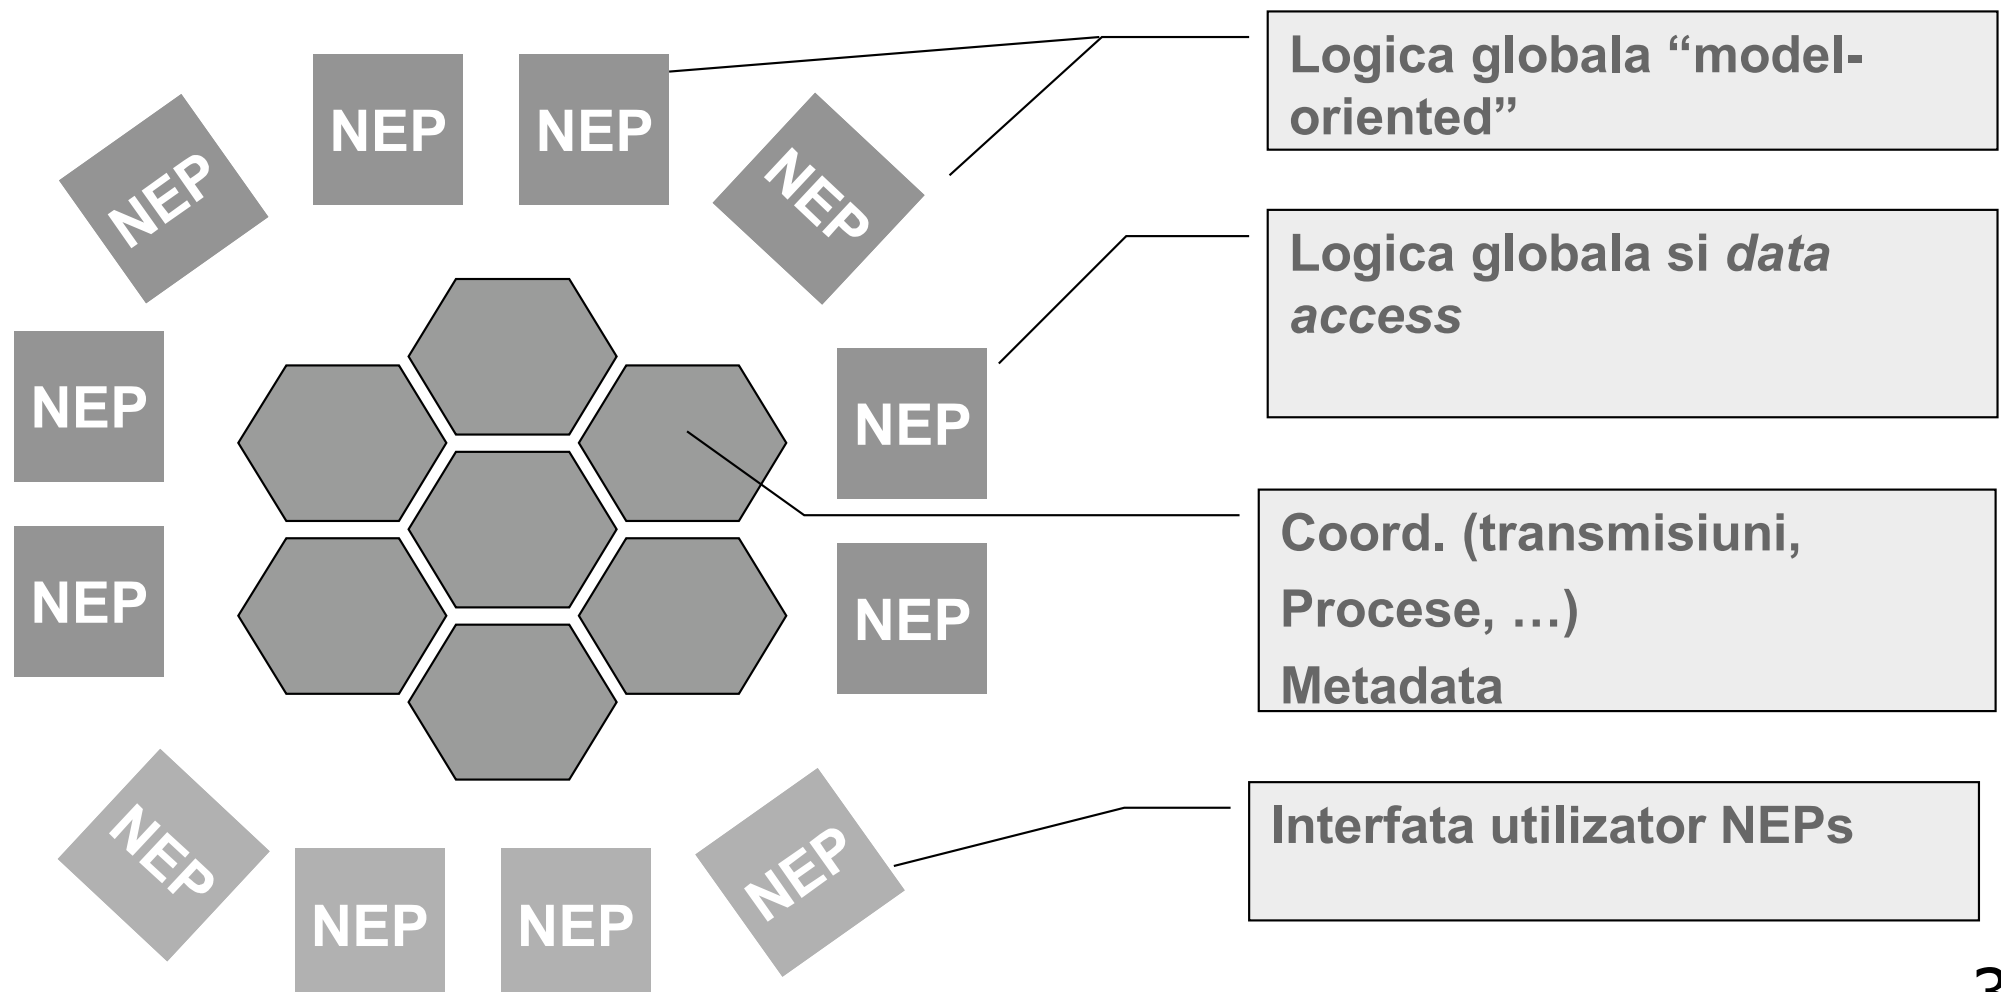 NEP
NEP
NEP
NEP
NEP
NEP
NEP
NEP
NEP
NEP
NEP
NEP
Logica globala “model-
oriented”
Logica globala si data
access
Coord. (transmisiuni,
Procese, …)
Metadata
Interfata utilizator NEPs
3